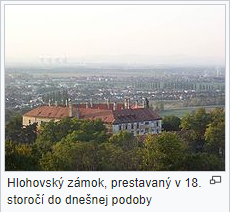 Hlohovský zámok, prestavaný v 18.
storočí do dnešnej podoby